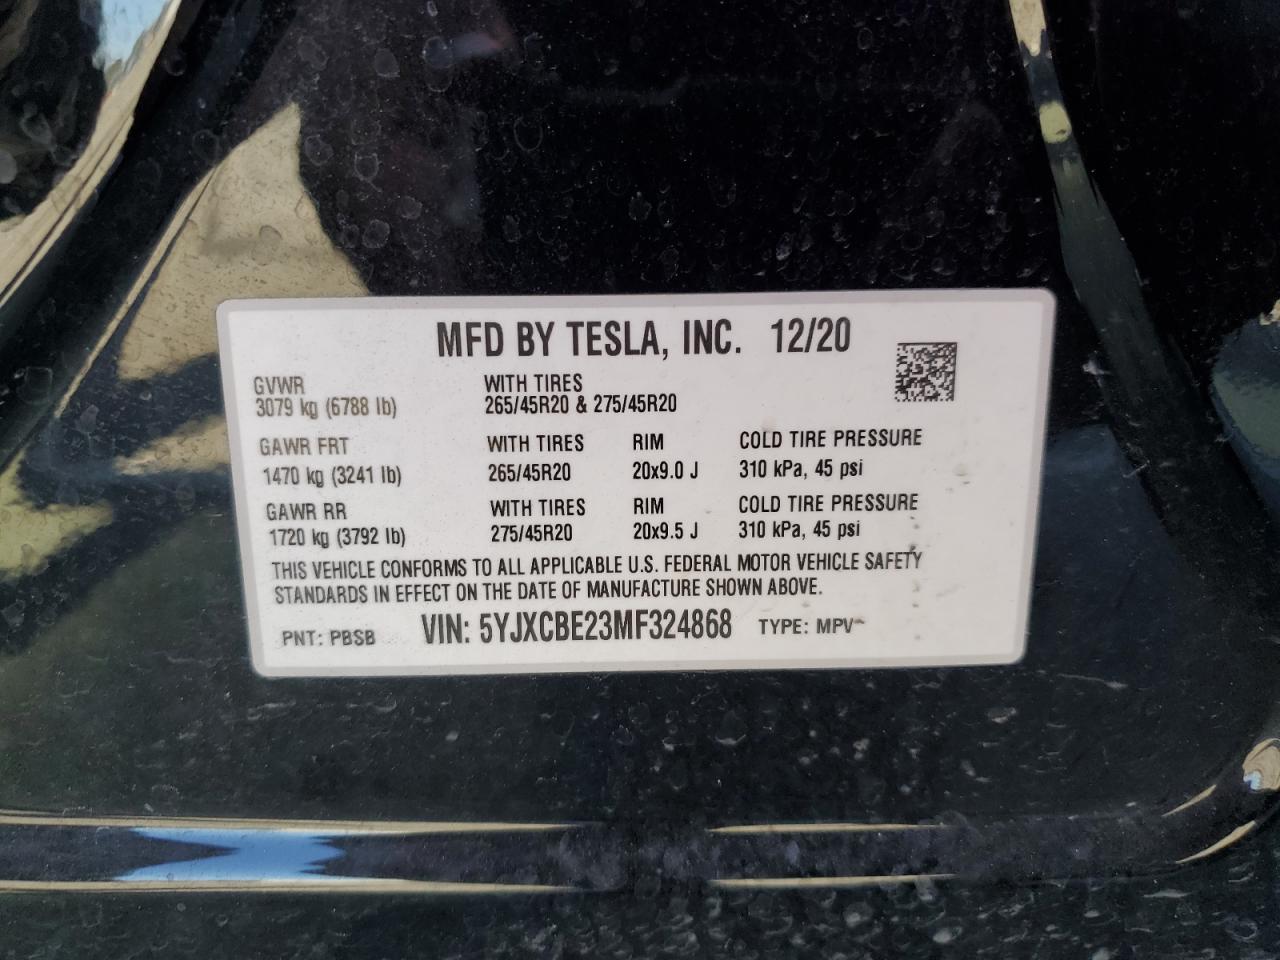 MFD BY TESLA, INC. 12/20
GVWR WITH TIRES
3079 kg (6788 lb) 265/45R20 & 275/45R20
GAWR FRT WITH TIRES RIM COLD TIRE PRESSURE
1470 kg (3241 lb) 265/45R20 20x9.0 J 310 kPa, 45 psi
GAWR RR WITH TIRES RIM COLD TIRE PRESSURE
1720 kg (3792 lb) 275/45R20 20x9.5 J 310 kPa, 45 psi
THIS VEHICLE CONFORMS TO ALL APPLICABLE U.S. FEDERAL MOTOR VEHICLE SAFETY
STANDARDS IN EFFECT ON THE DATE OF MANUFACTURE SHOWN ABOVE.
PNT: PBSB VIN: 5YJXCBE23MF324868 TYPE: MPV